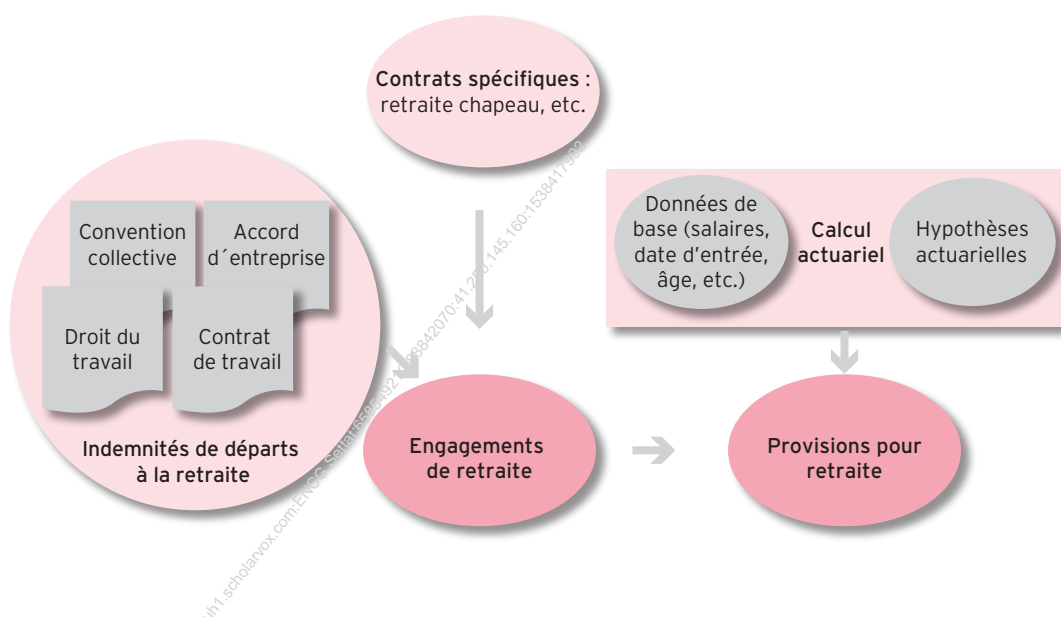 Contrats spécifiques :
retraite chapeau, etc.
Convention
collective
Accord
d´entreprise
Droit du
travail
Contrat
de travail
Indemnités de départs
à la retraite
Données de
base (salaires,
date d'entrée,
âge, etc.)
Calcul
actuariel
Hypothèses
actuarielles
Engagements
de retraite
Provisions pour
retraite